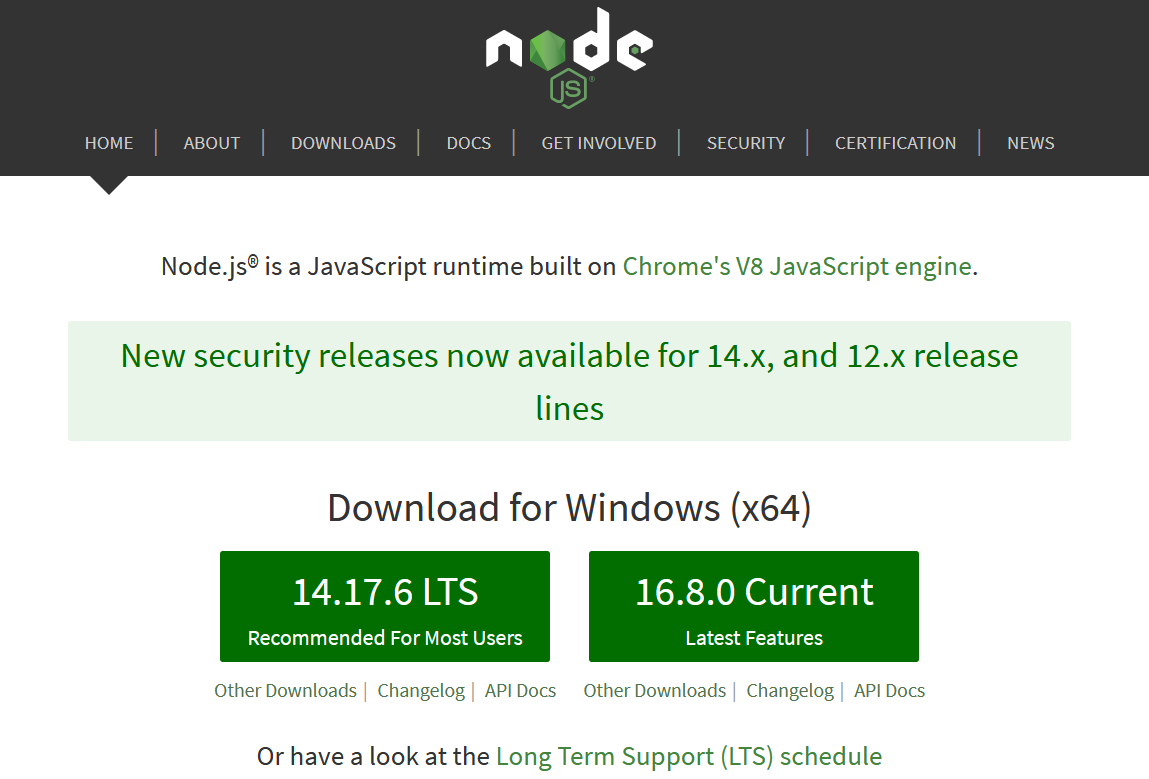 node
JS®
HOME | ABOUT | DOWNLOADS | DOCS | GET INVOLVED | SECURITY | CERTIFICATION | NEWS
Node.js® is a JavaScript runtime built on Chrome's V8 JavaScript engine.
New security releases now available for 14.x, and 12.x release
lines
Download for Windows (x64)
14.17.6 LTS
Recommended For Most Users
16.8.0 Current
Latest Features
Other Downloads | Changelog | API Docs
Other Downloads | Changelog | API Docs
Or have a look at the Long Term Support (LTS) schedule